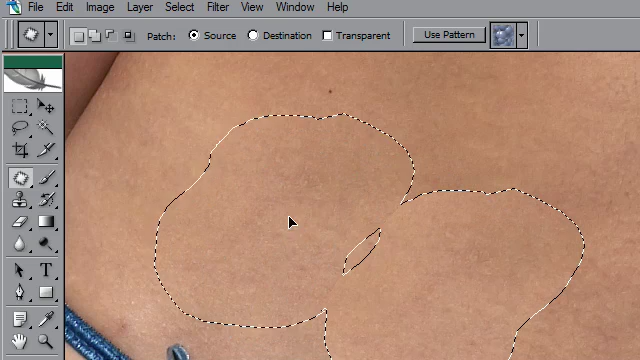 File Edit Image Layer Select Filter View Window Help
Patch: Source Destination Transparent Use Pattern
T